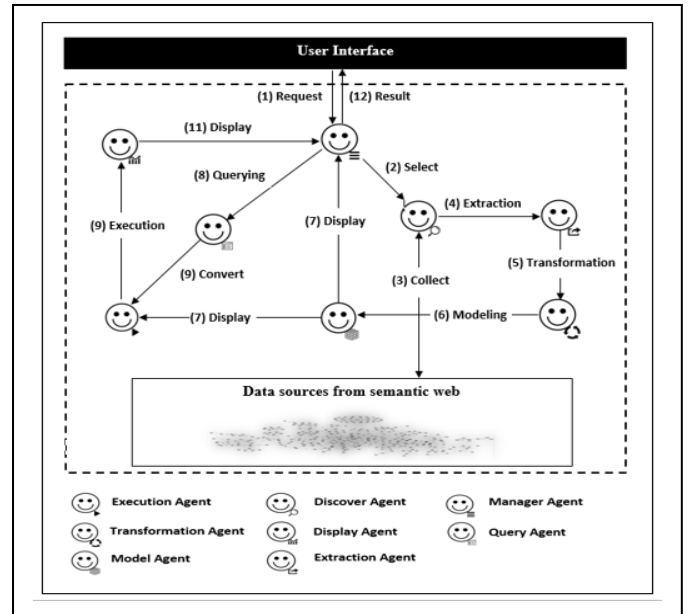 User Interface
(1) Request (12) Result
(11) Display
(2) Select
(8) Querying
(4) Extraction
(9) Execution
(7) Display
(5) Transformation
(9) Convert
(3) Collect
(7) Display
(6) Modeling
Data sources from semantic web
Execution Agent Discover Agent Manager Agent
Transformation Agent Display Agent Query Agent
Model Agent Extraction Agent